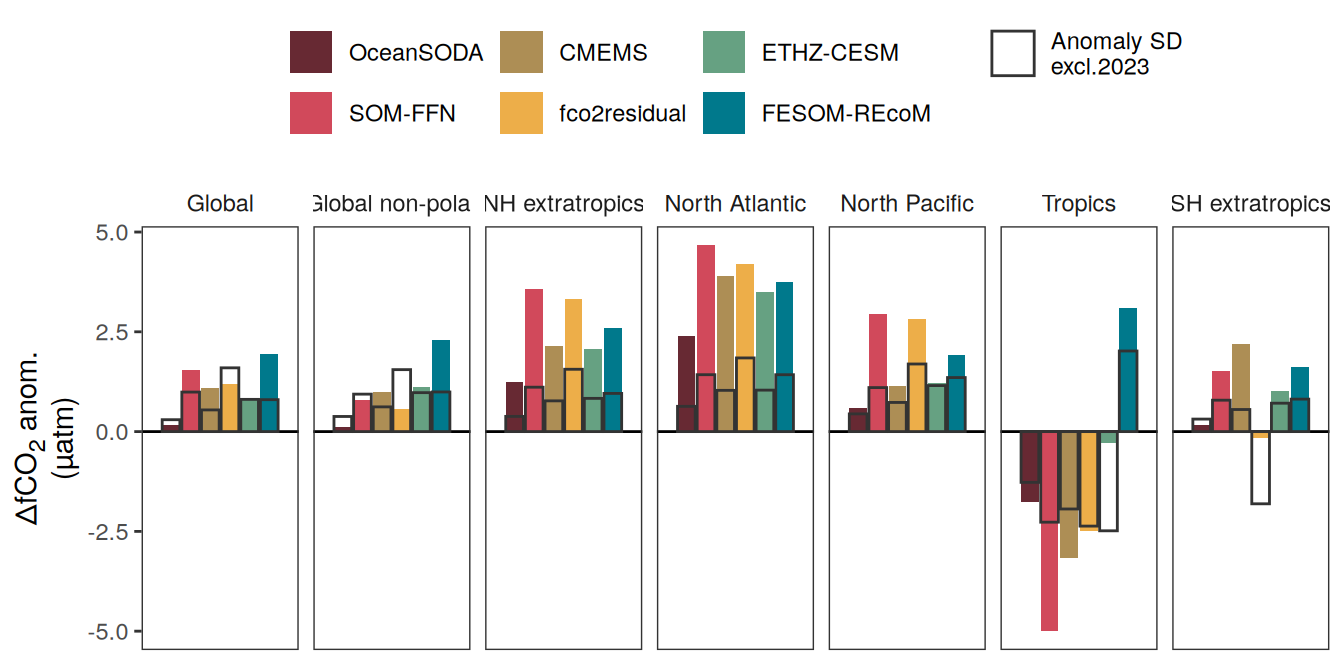 OceanSODA CMEMS ETHZ-CESM Anomaly SD
excl.2023
SOM-FFN fco2residual FESOM-REcoM
Global Global non-pola NH extratropics North Atlantic North Pacific Tropics SH extratropics
5.0
2.5
0.0
-2.5
-5.0
ΔfCO₂ anom.
(µatm)